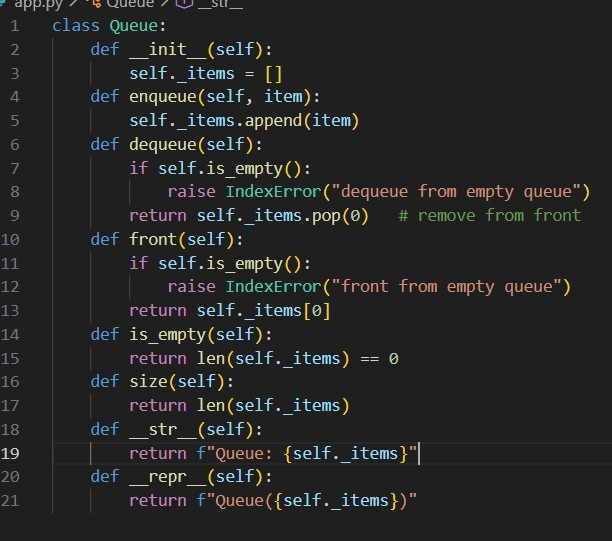 app.py > Queue > __str__
1 class Queue:
2     def __init__(self):
3         self._items = []
4     def enqueue(self, item):
5         self._items.append(item)
6     def dequeue(self):
7         if self.is_empty():
8             raise IndexError("dequeue from empty queue")
9         return self._items.pop(0)   # remove from front
10     def front(self):
11         if self.is_empty():
12             raise IndexError("front from empty queue")
13         return self._items[0]
14     def is_empty(self):
15         return len(self._items) == 0
16     def size(self):
17         return len(self._items)
18     def __str__(self):
19         return f"Queue: {self._items}"
20     def __repr__(self):
21         return f"Queue({self._items})"